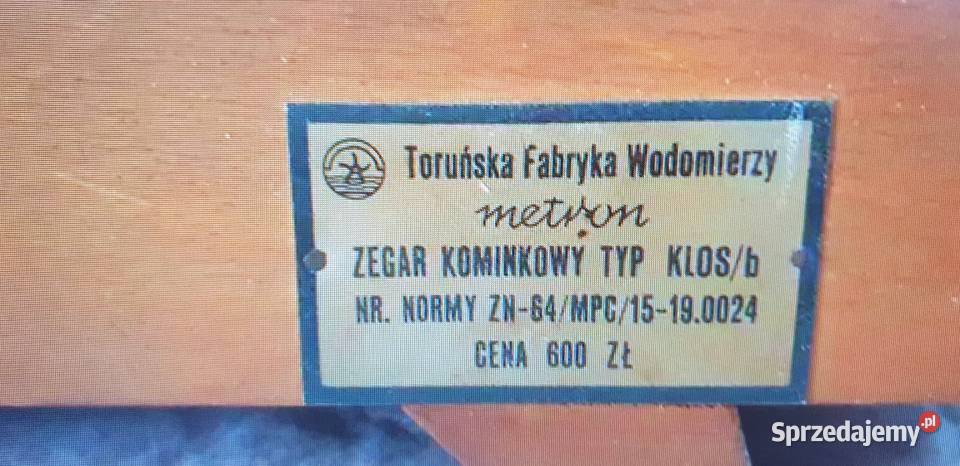 Toruńska Fabryka Wodomierzy
metron
ZEGAR KOMINKOWY TYP KLOS/b
NR. NORMY ZN-64/MPC/15-19.0024
CENA 600 ZŁ
Sprzedajemy.pl